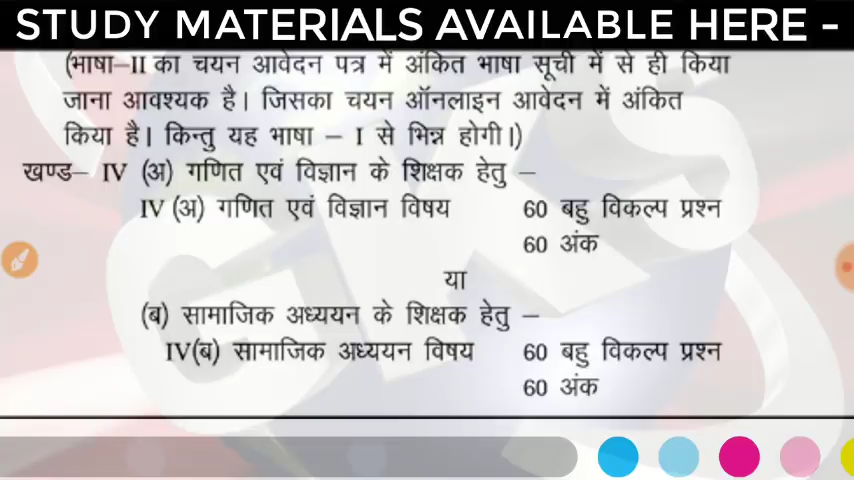 STUDY MATERIALS AVAILABLE HERE -
(भाषा–II का चयन आवेदन पत्र में अंकित भाषा सूची में से ही किया
जाना आवश्यक है। जिसका चयन ऑनलाइन आवेदन में अंकित
किया है। किन्तु यह भाषा – I से भिन्न होगी।)
खण्ड– IV (अ) गणित एवं विज्ञान के शिक्षक हेतु –
IV (अ) गणित एवं विज्ञान विषय 60 बहु विकल्प प्रश्न
60 अंक
या
(ब) सामाजिक अध्ययन के शिक्षक हेतु –
IV(ब) सामाजिक अध्ययन विषय 60 बहु विकल्प प्रश्न
60 अंक
GKS